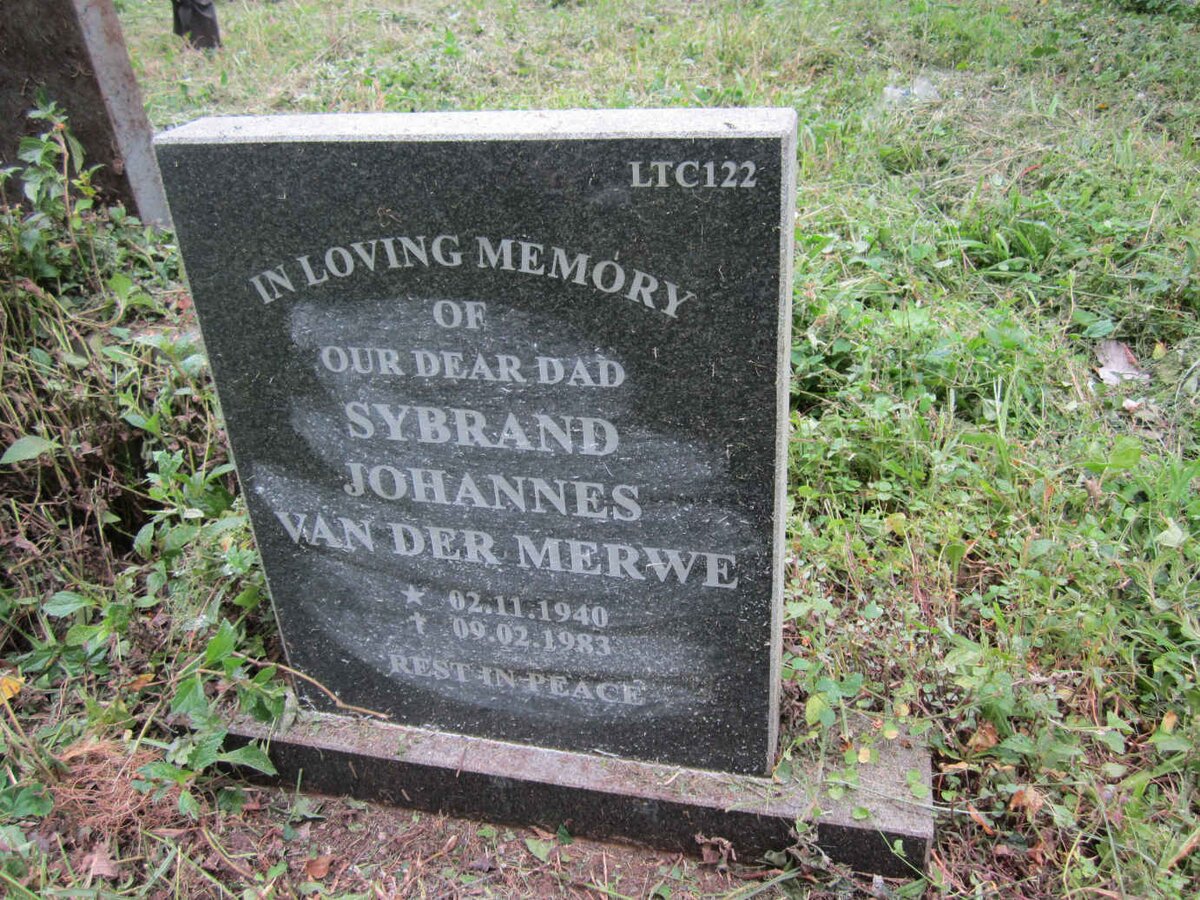 LTC122
IN LOVING MEMORY
OF
OUR DEAR DAD
SYBRAND
JOHANNES
VAN DER MERWE
★ 02.11.1940
† 09.02.1983
REST IN PEACE